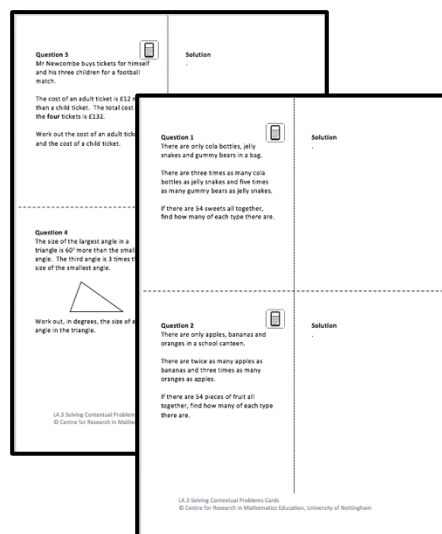 Question 3
Mr Newcombe buys tickets for himself
and his three children for a football
match.
The cost of an adult ticket is £12
than a child ticket. The total cost
the four tickets is £132.
Work out the cost of an adult
and the cost of a child ticket.
Solution
.
Question 4
The size of the largest angle in a
triangle is 60° more than the
angle. The third angle is 3 times
size of the smallest angle.
Work out, in degrees, the size of
angle in the triangle.
LA.3 Solving Contextual Problems
© Centre for Research in
Question 1
There are only cola bottles, jelly
snakes and gummy bears in a bag.
There are three times as many cola
bottles as jelly snakes and five times
as many gummy bears as jelly snakes.
If there are 54 sweets all together,
find how many of each type there are.
Solution
.
Question 2
There are only apples, bananas and
oranges in a school canteen.
There are twice as many apples as
bananas and three times as many
oranges as apples.
If there are 54 pieces of fruit all
together, find how many of each type
there are.
Solution
.
LA.3 Solving Contextual Problems Cards
© Centre for Research in Mathematics Education, University of Nottingham